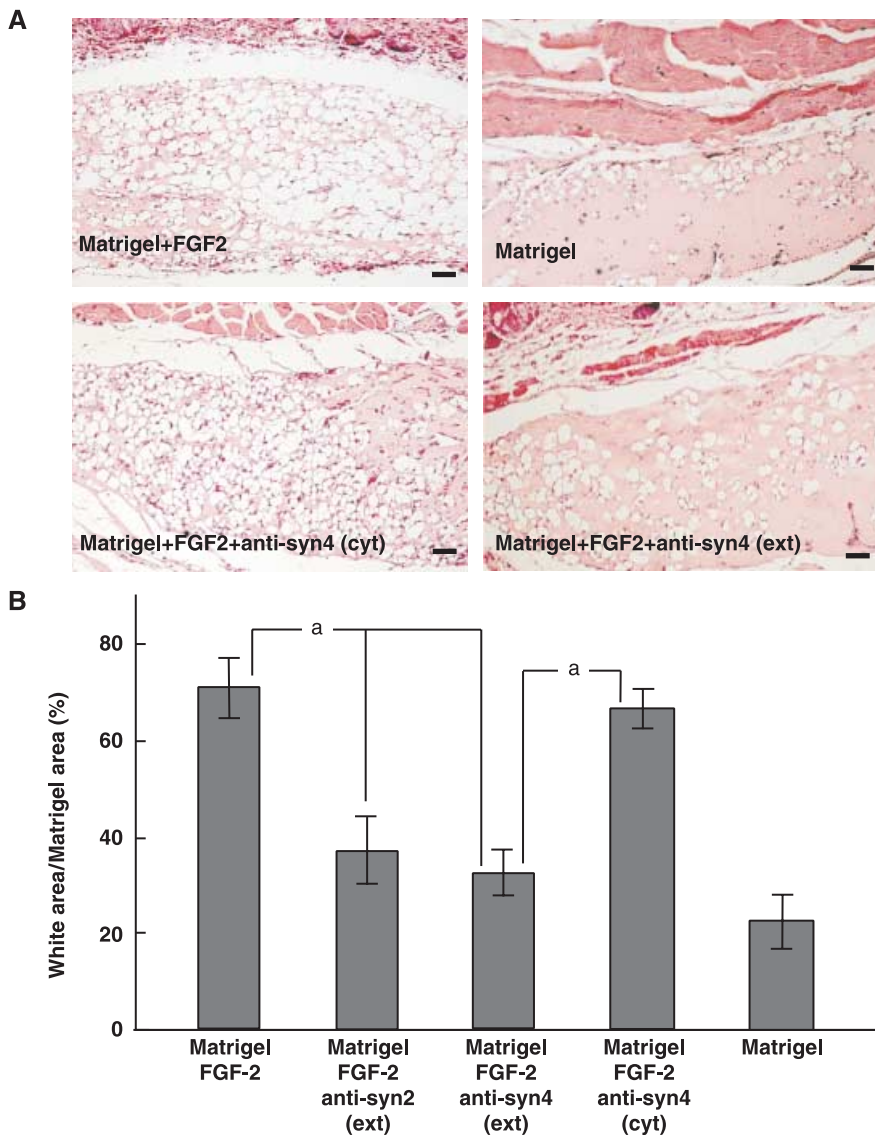 A
Matrigel+FGF2
Matrigel
Matrigel+FGF2+anti-syn4 (cyt)
Matrigel+FGF2+anti-syn4 (ext)
B
White area/Matrigel area (%)
80
60
40
20
0
a
a
Matrigel
FGF-2
Matrigel
FGF-2
anti-syn2
(ext)
Matrigel
FGF-2
anti-syn4
(ext)
Matrigel
FGF-2
anti-syn4
(cyt)
Matrigel